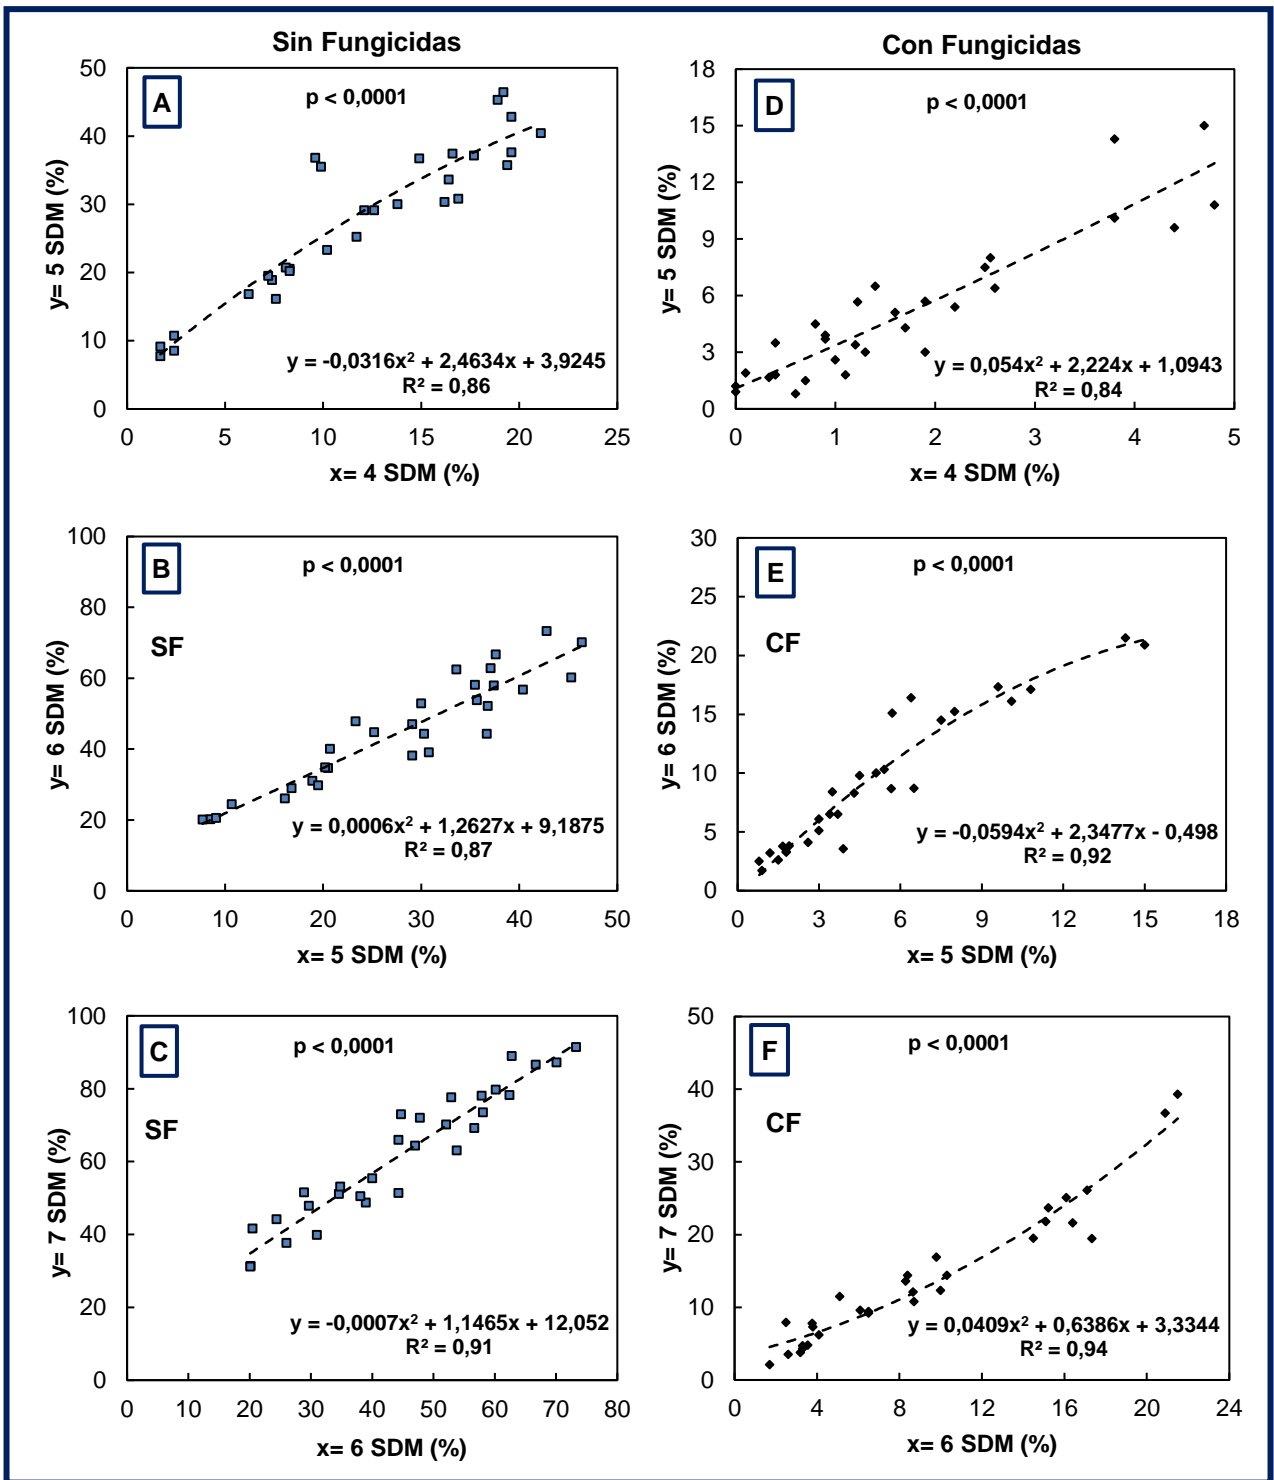 Sin Fungicidas
A
p < 0,0001
50
40
30
20
10
0
y= 5 SDM (%)
y = -0,0316x² + 2,4634x + 3,9245
R² = 0,86
0 5 10 15 20 25
x= 4 SDM (%)
Con Fungicidas
D
p < 0,0001
18
15
12
9
6
3
0
y= 5 SDM (%)
y = 0,054x² + 2,224x + 1,0943
R² = 0,84
0 1 2 3 4 5
x= 4 SDM (%)
B
p < 0,0001
SF
100
80
60
40
20
0
y= 6 SDM (%)
y = 0,0006x² + 1,2627x + 9,1875
R² = 0,87
0 10 20 30 40 50
x= 5 SDM (%)
E
p < 0,0001
CF
30
25
20
15
10
5
0
y= 6 SDM (%)
y = -0,0594x² + 2,3477x - 0,498
R² = 0,92
0 3 6 9 12 15 18
x= 5 SDM (%)
C
p < 0,0001
SF
100
80
60
40
20
0
y= 7 SDM (%)
y = -0,0007x² + 1,1465x + 12,052
R² = 0,91
0 10 20 30 40 50 60 70 80
x= 6 SDM (%)
F
p < 0,0001
CF
50
40
30
20
10
0
y= 7 SDM (%)
y = 0,0409x² + 0,6386x + 3,3344
R² = 0,94
0 4 8 12 16 20 24
x= 6 SDM (%)